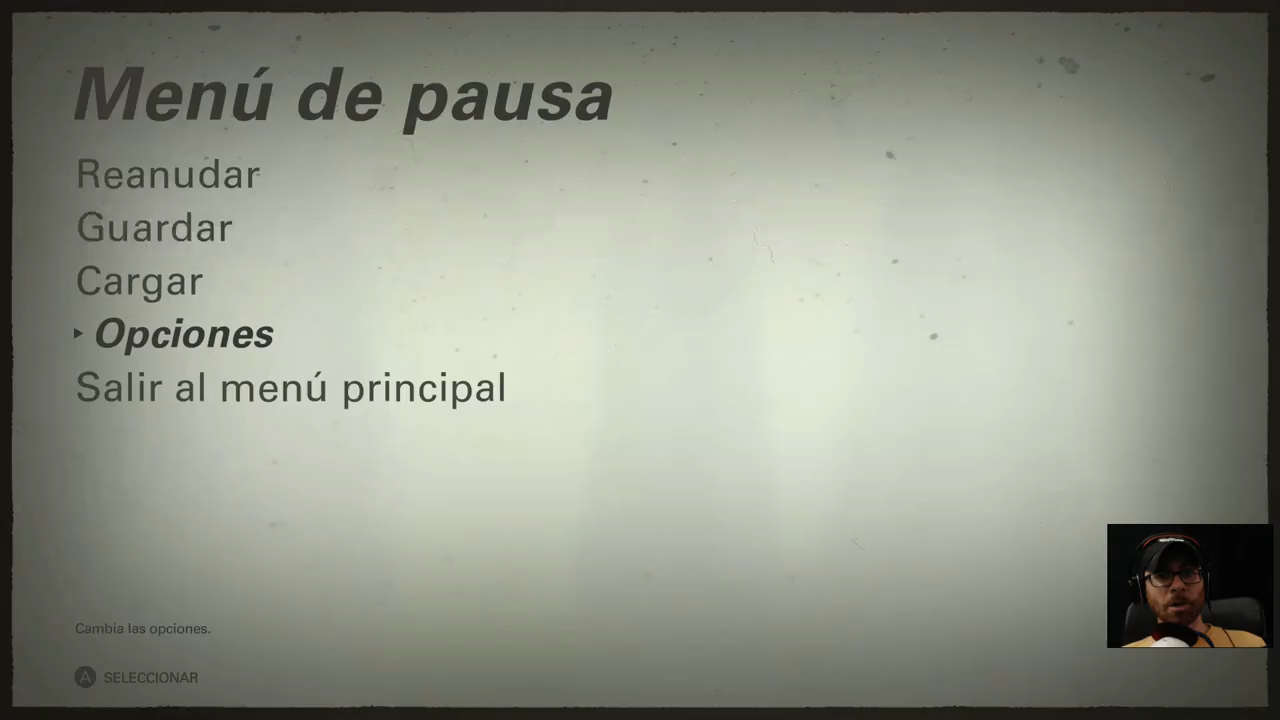 Menú de pausa
Reanudar
Guardar
Cargar
Opciones
Salir al menú principal
Cambia las opciones.
A SELECCIONAR